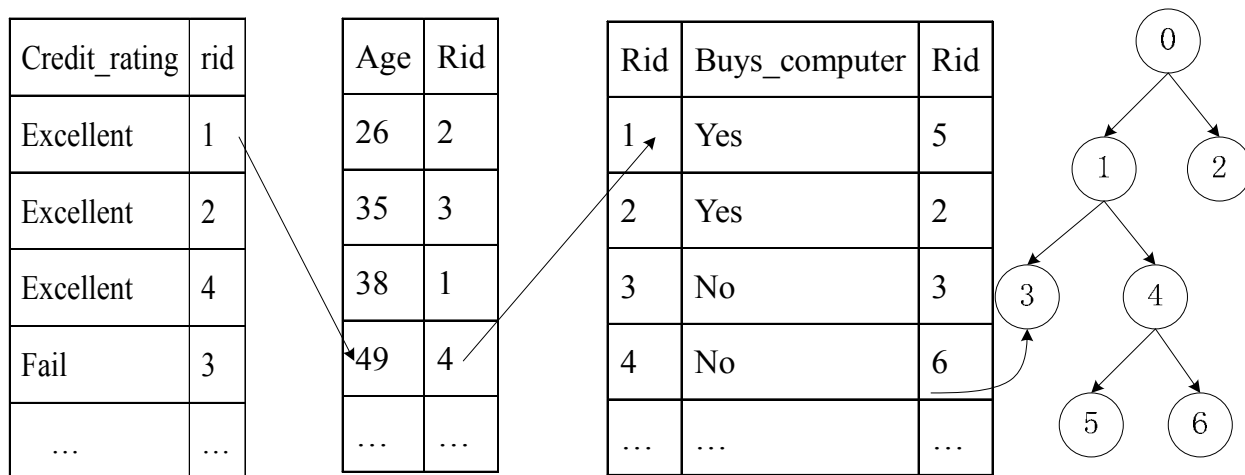 Credit_rating rid
Excellent 1
Excellent 2
Excellent 4
Fail 3
… …
Age Rid
26 2
35 3
38 1
49 4
… …
Rid Buys_computer Rid
1 Yes 5
2 Yes 2
3 No 3
4 No 6
… … …
0
1 2
3 4
5 6